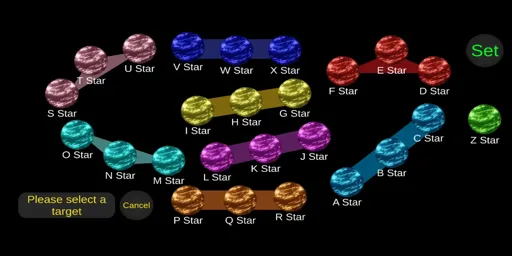 U Star
T Star
S Star
V Star
W Star
X Star
F Star
E Star
D Star
Set
I Star
H Star
G Star
C Star
Z Star
O Star
N Star
M Star
L Star
K Star
J Star
B Star
A Star
Please select a
target
Cancel
P Star
Q Star
R Star